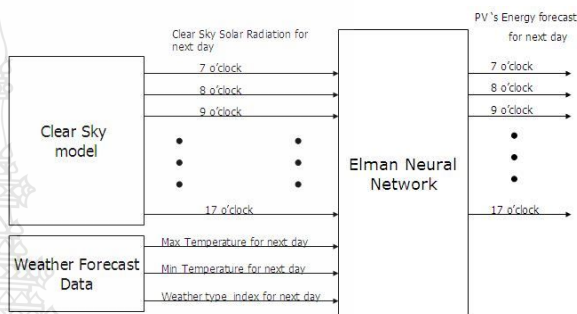 PV`s Energy forecast
for next day
Clear Sky Solar Radiation for
next day
7 o'clock
8 o'clock
9 o'clock
17 o'clock
Clear Sky
model
Elman Neural
Network
7 o'clock
8 o'clock
9 o'clock
17 o'clock
Weather Forecast
Data
Max Temperature for next day
Min Temperature for next day
Weather type index for next day